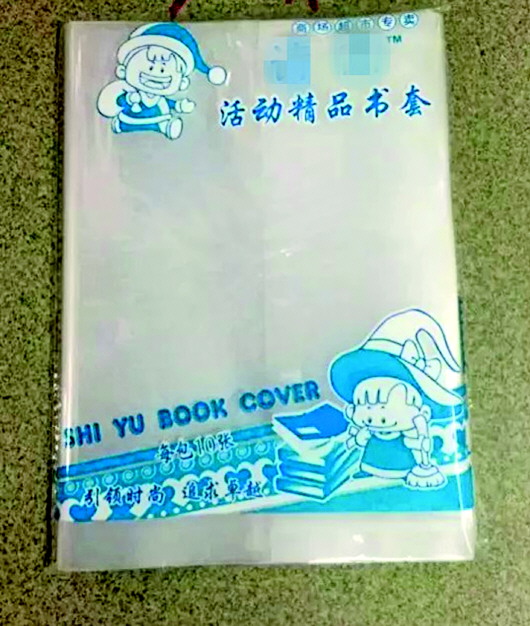 商场超市专卖
TM
活动精品书套
SHI YU BOOK COVER
每包10张
引领时尚 追求卓越